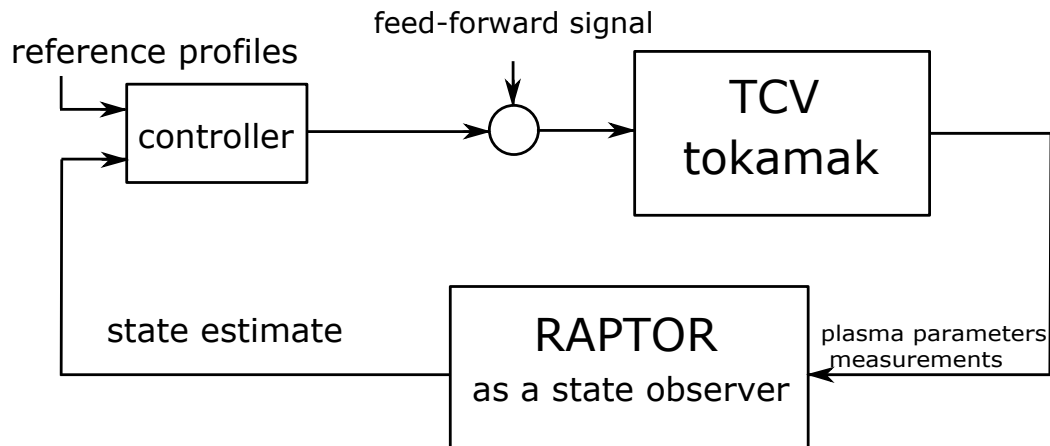 feed-forward signal
reference profiles
controller
TCV
tokamak
state estimate
RAPTOR
as a state observer
plasma parameters
measurements